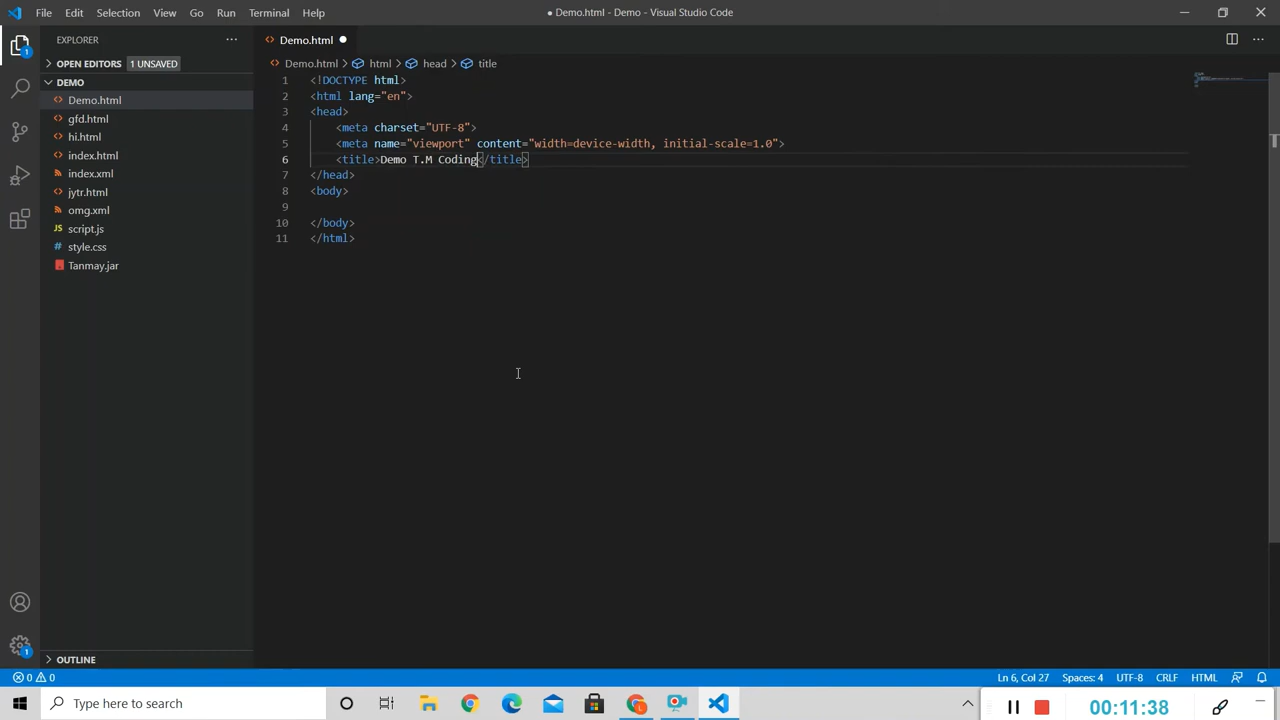 File Edit Selection View Go Run Terminal Help ● Demo.html - Demo - Visual Studio Code
EXPLORER ...
Demo.html ●
OPEN EDITORS 1 UNSAVED
Demo.html > html > head > title
DEMO
Demo.html
gfd.html
hi.html
index.html
index.xml
jytr.html
omg.xml
JS script.js
# style.css
Tanmay.jar
OUTLINE
1 <!DOCTYPE html>
2 <html lang="en">
3 <head>
4 <meta charset="UTF-8">
5 <meta name="viewport" content="width=device-width, initial-scale=1.0">
6 <title>Demo T.M Coding</title>
7 </head>
8 <body>
9
10 </body>
11 </html>
1
1
0 0 Ln 6, Col 27 Spaces: 4 UTF-8 CRLF HTML
Type here to search
L
00:11:38